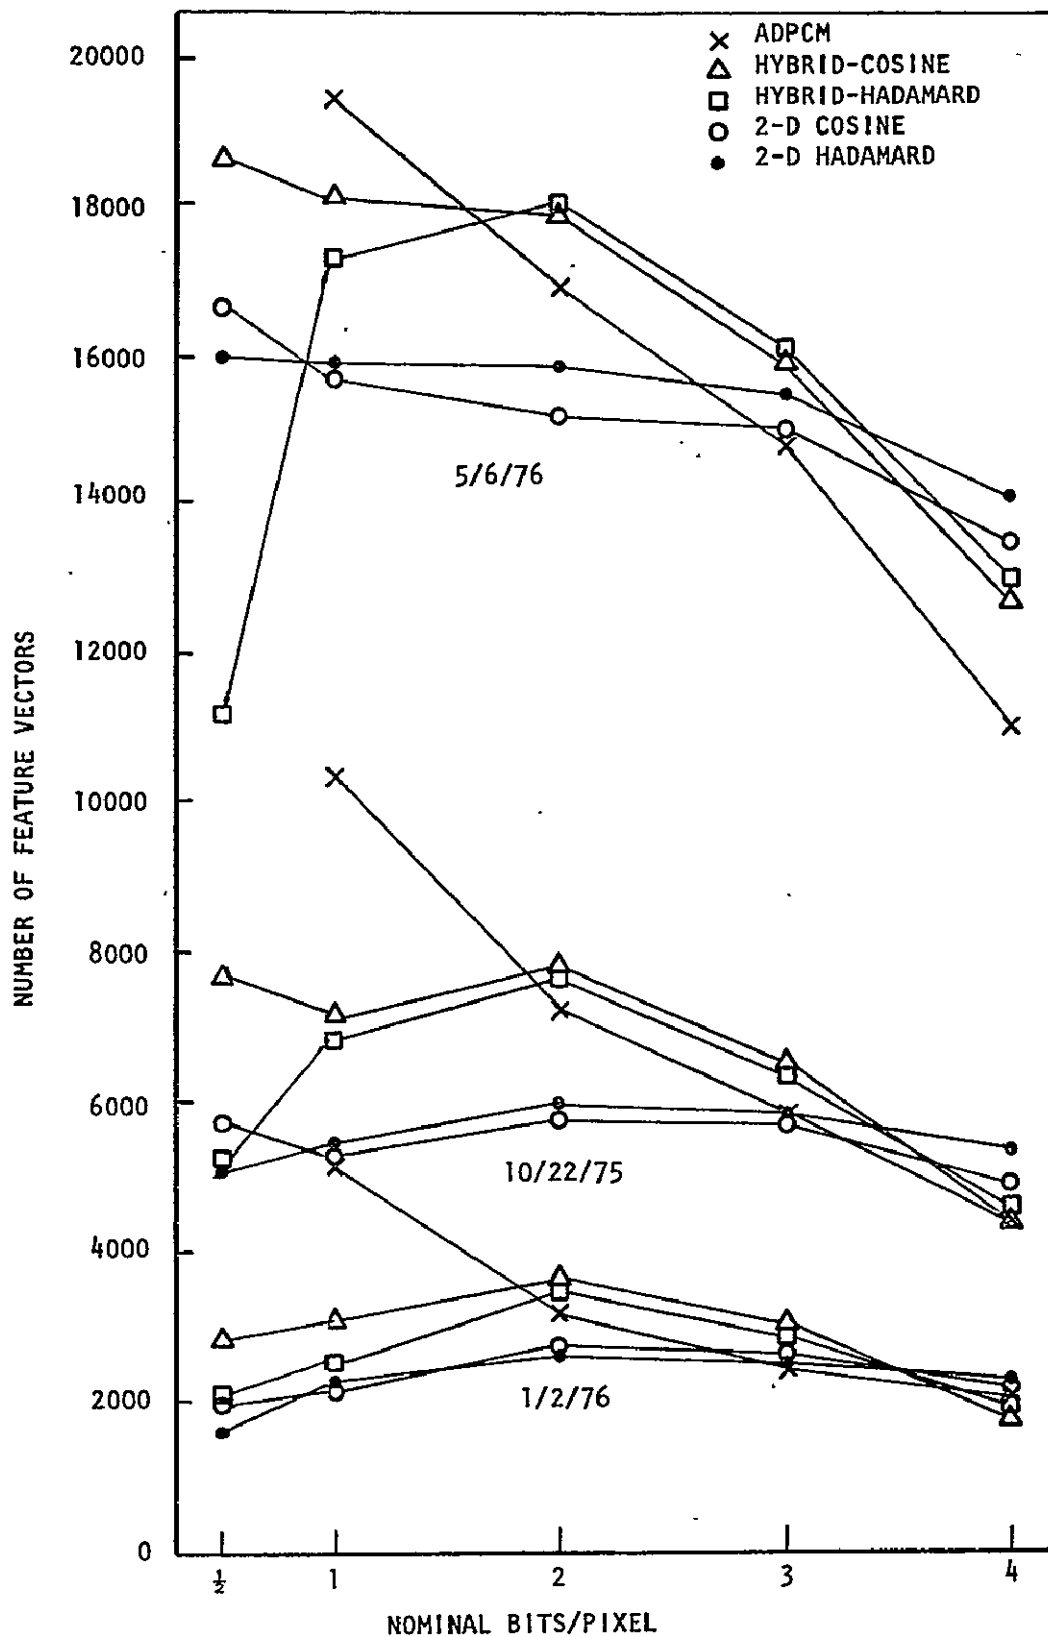 ADPCM
HYBRID-COSINE
HYBRID-HADAMARD
2-D COSINE
2-D HADAMARD
20000
18000
16000
14000
12000
10000
8000
6000
4000
2000
0
NUMBER OF FEATURE VECTORS
5/6/76
10/22/75
1/2/76
½ 1 2 3 4
NOMINAL BITS/PIXEL